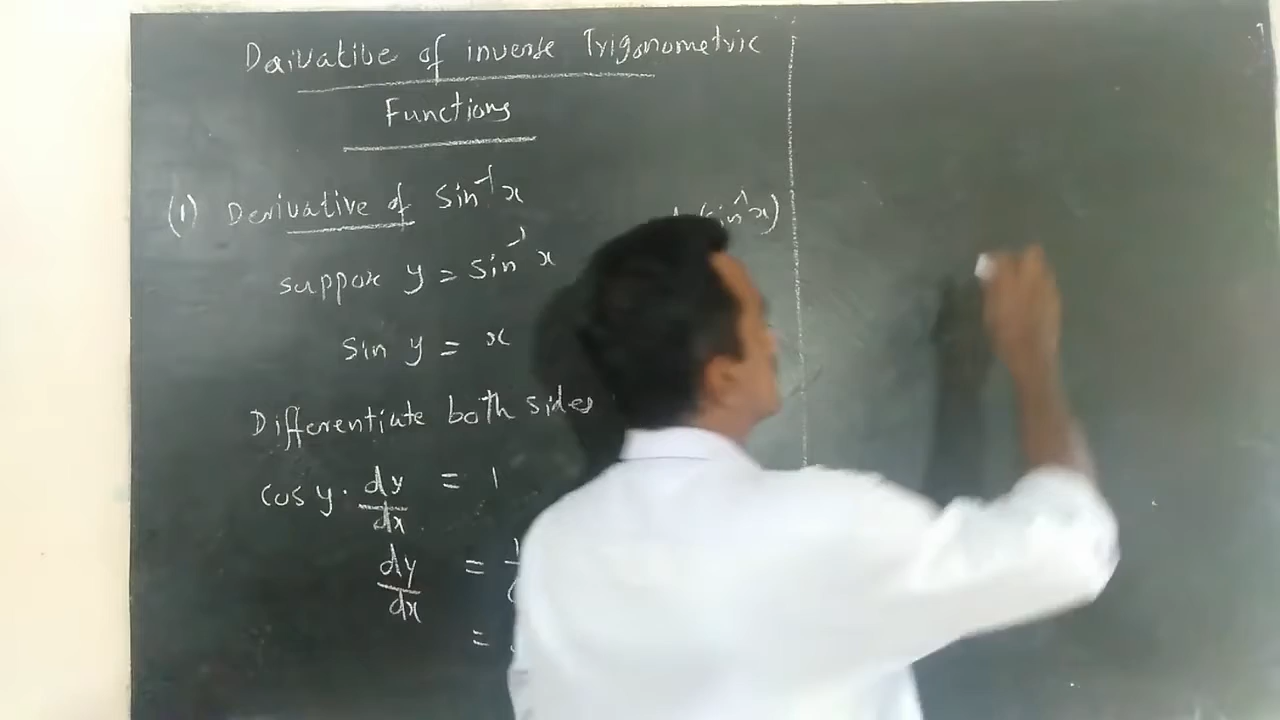 Derivative of inverse Trigonometric
Functions
(1) Derivative of sin⁻¹x
suppose y = sin⁻¹ x
sin y = x
Differentiate both sides
cos y · dy/dx = 1
dy/dx =
=